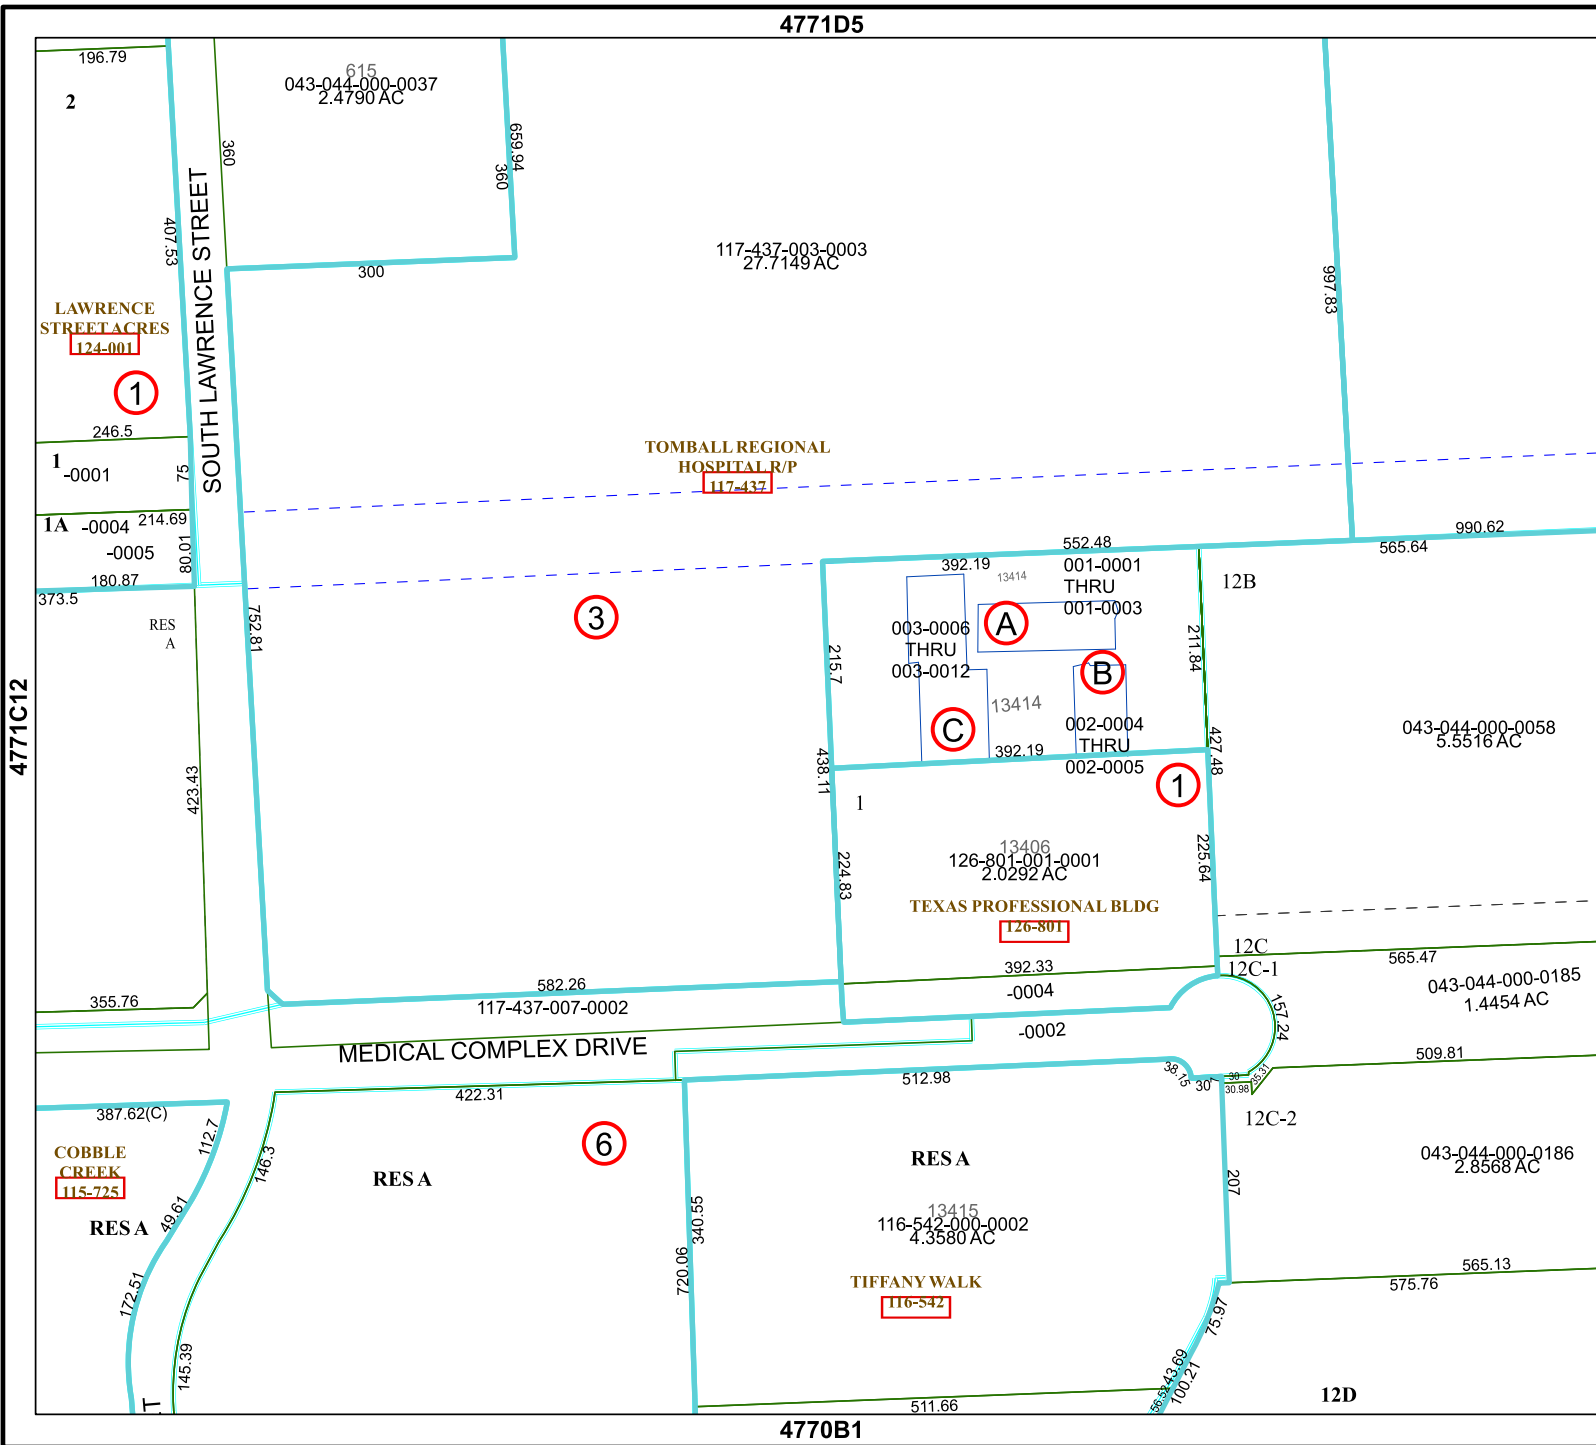 4771D5
196.79
2
615
043-044-000-0037
2.4790 AC
360
659.94
360
407.53
SOUTH LAWRENCE STREET
300
117-437-003-0003
27.7149 AC
997.83
LAWRENCE
STREET ACRES
124-001
1
246.5
1
-0001
75
1A
-0004
214.69
-0005
80.01
180.87
373.5
TOMBALL REGIONAL
HOSPITAL R/P
117-437
990.62
565.64
552.48
392.19
13414
001-0001
THRU
001-0003
12B
RES
A
752.81
3
A
003-0006
THRU
003-0012
215.7
211.84
B
13414
C
002-0004
THRU
002-0005
392.19
427.48
438.11
043-044-000-0058
5.5516 AC
4771C12
423.43
1
1
13406
126-801-001-0001
2.0292 AC
224.83
225.64
TEXAS PROFESSIONAL BLDG
126-801
12C
12C-1
565.47
392.33
-0004
355.76
582.26
117-437-007-0002
043-044-000-0185
1.4454 AC
157.24
-0002
MEDICAL COMPLEX DRIVE
509.81
512.98
38.15
30
30
30.98
35.31
422.31
387.62(C)
112.7
146.3
6
12C-2
COBBLE
CREEK
115-725
RES A
RES A
RES A
043-044-000-0186
2.8568 AC
207
49.61
340.55
720.06
13415
116-542-000-0002
4.3580 AC
172.51
TIFFANY WALK
116-542
565.13
575.76
75.97
145.39
43.69
100.21
56.52
12D
511.66
LT
4770B1